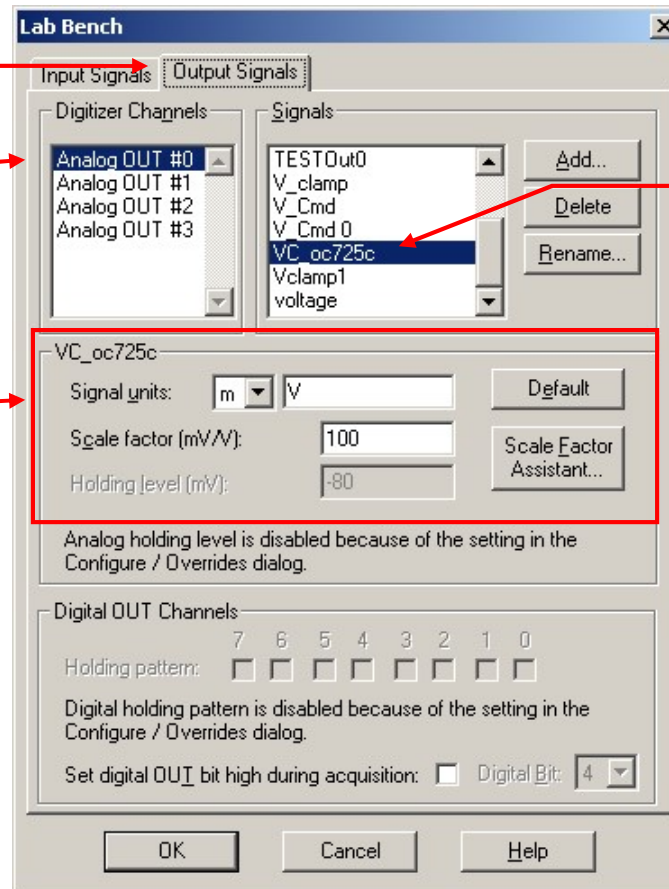 Lab Bench
Input Signals Output Signals
Digitizer Channels
Analog OUT #0
Analog OUT #1
Analog OUT #2
Analog OUT #3
Signals
TESTOut0
V_clamp
V_Cmd
V_Cmd 0
VC_oc725c
Vclamp1
voltage
Add...
Delete
Rename...
VC_oc725c
Signal units: m V
Default
Scale factor (mV/V): 100
Scale Factor
Assistant...
Holding level (mV): -80
Analog holding level is disabled because of the setting in the
Configure / Overrides dialog.
Digital OUT Channels
7 6 5 4 3 2 1 0
Holding pattern:
Digital holding pattern is disabled because of the setting in the
Configure / Overrides dialog.
Set digital OUT bit high during acquisition: Digital Bit: 4
OK Cancel Help